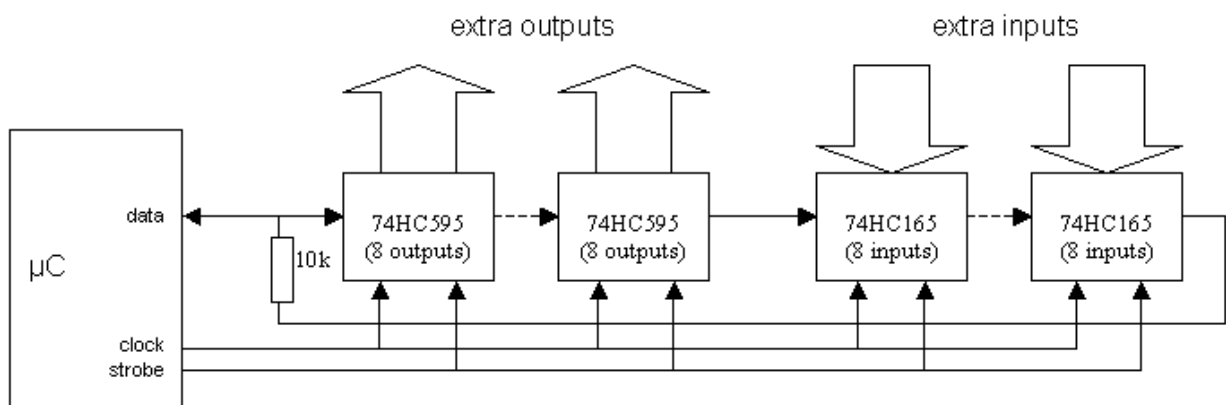 extra outputs
extra inputs
data
µC
10k
74HC595
(8 outputs)
74HC595
(8 outputs)
74HC165
(8 inputs)
74HC165
(8 inputs)
clock
strobe